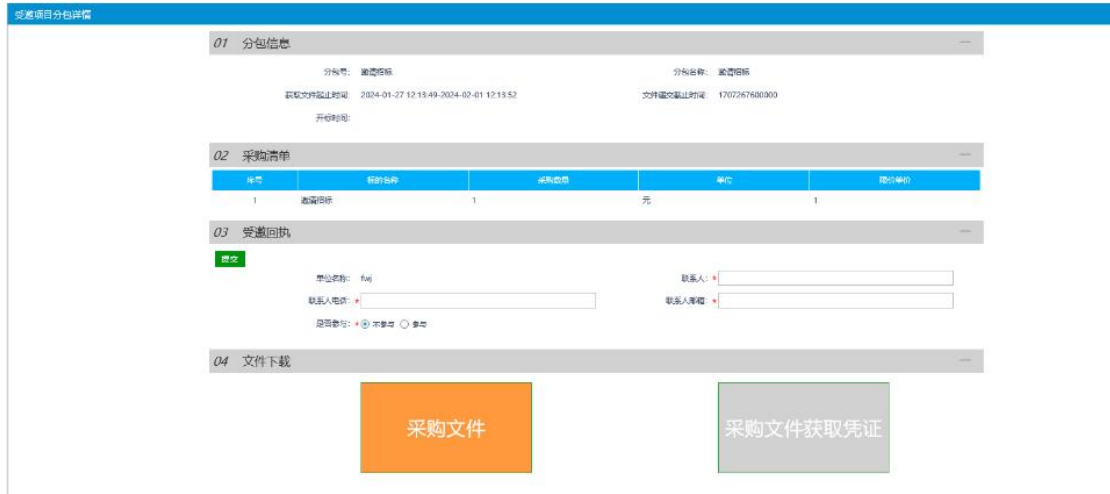 受邀项目分包详情
01 分包信息
分包号: 邀请招标 分包名称: 邀请招标
获取文件起止时间: 2024-01-27 12:13:49-2024-02-01 12:13:52 文件递交截止时间: 1707267600000
开标时间:
02 采购清单
序号 标的名称 采购数量 单位 限价单价
1 邀请招标 1 元 1
03 受邀回执
提交
单位名称: fwj 联系人: *
联系人电话: * 联系人邮箱: *
是否参与: * 不参与 参与
04 文件下载
采购文件 采购文件获取凭证